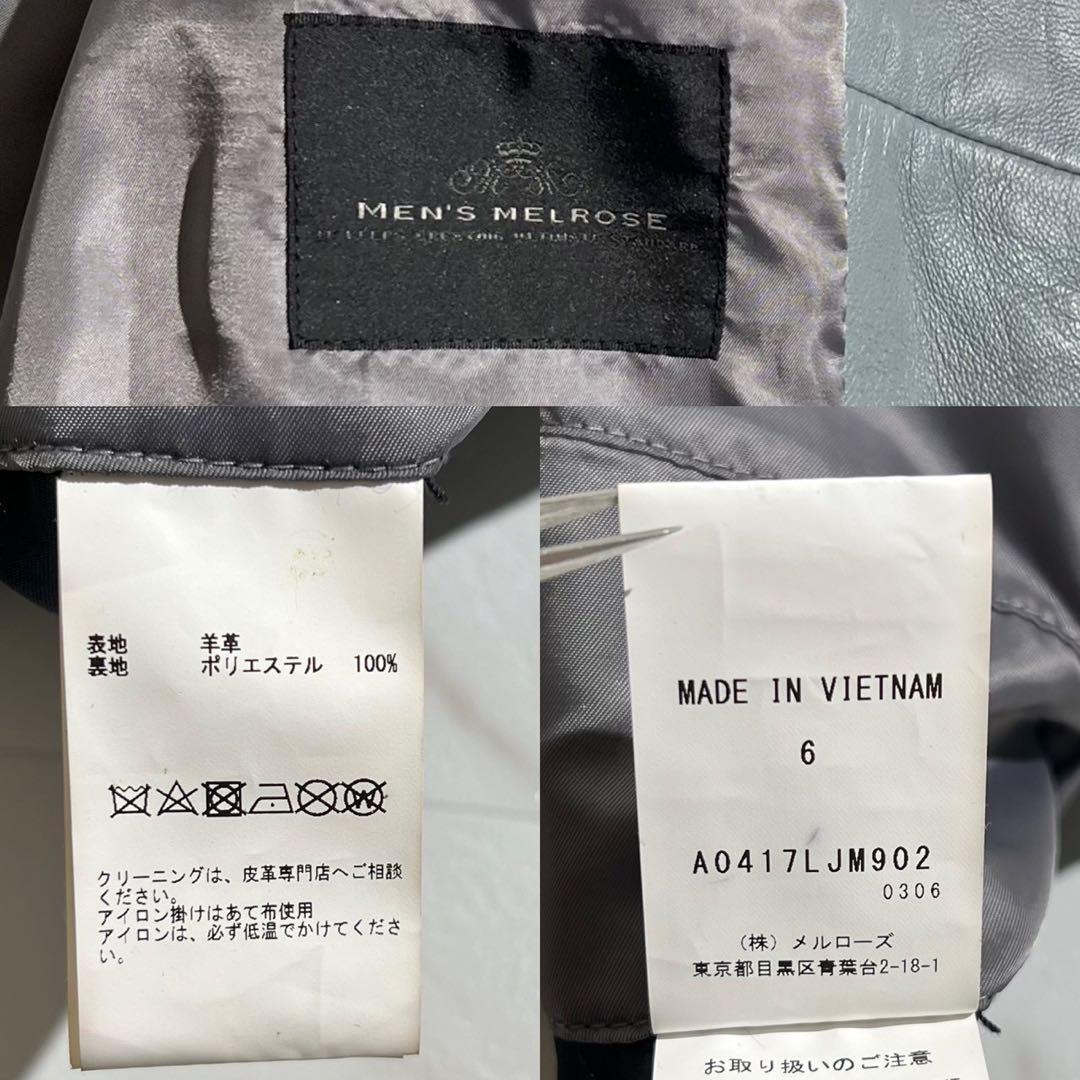 MEN'S MELROSE
表地 羊革
裏地 ポリエステル 100%
クリーニングは、皮革専門店へご相談
ください。
アイロン掛けはあて布使用
アイロンは、必ず低温でかけてくださ
い。
MADE IN VIETNAM
6
A0417LJM902
0306
(株) メルローズ
東京都目黒区青葉台2-18-1
お取り扱いのご注意